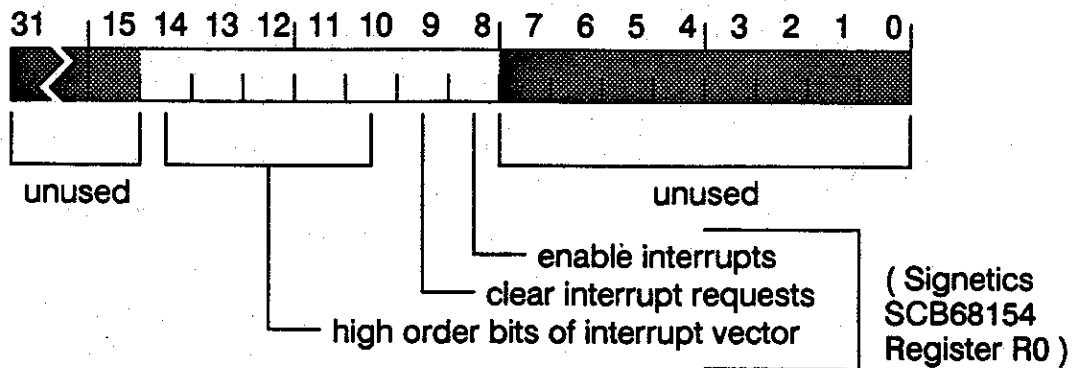 31 15 14 13 12 11 10 9 8 7 6 5 4 3 2 1 0
unused
unused
enable interrupts
clear interrupt requests
high order bits of interrupt vector
( Signetics
SCB68154
Register R0 )